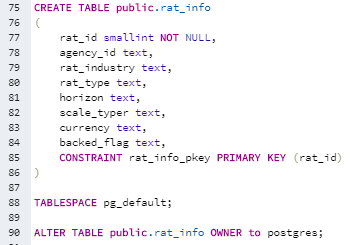 75 CREATE TABLE public.rat_info
76 (
77 rat_id smallint NOT NULL,
78 agency_id text,
79 rat_industry text,
80 rat_type text,
81 horizon text,
82 scale_typer text,
83 currency text,
84 backed_flag text,
85 CONSTRAINT rat_info_pkey PRIMARY KEY (rat_id)
86 )
87
88 TABLESPACE pg_default;
89
90 ALTER TABLE public.rat_info OWNER to postgres;